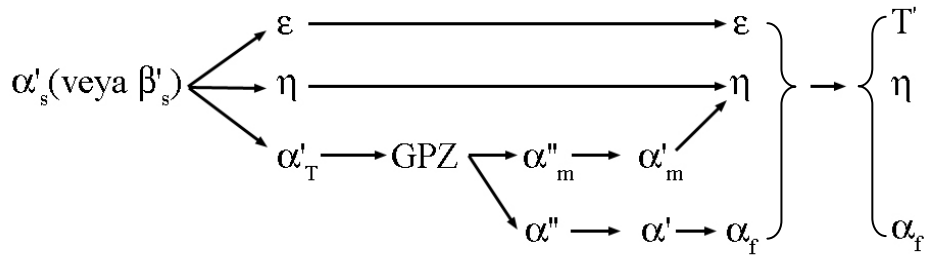 ε ε T'
α's(veya β's) η η η
α'T GPZ α''m α'm
α'' α' αf αf